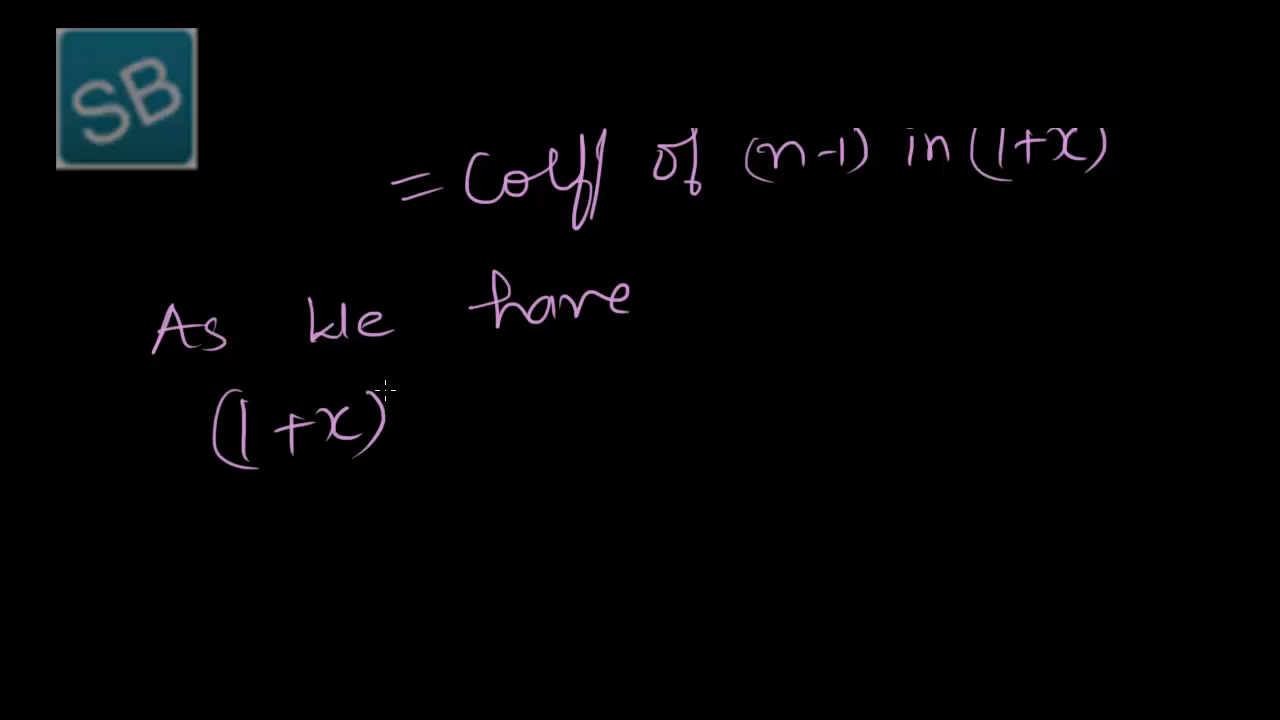 SB
= Coeff of (n-1) in (1+x)
As We have
(1+x)